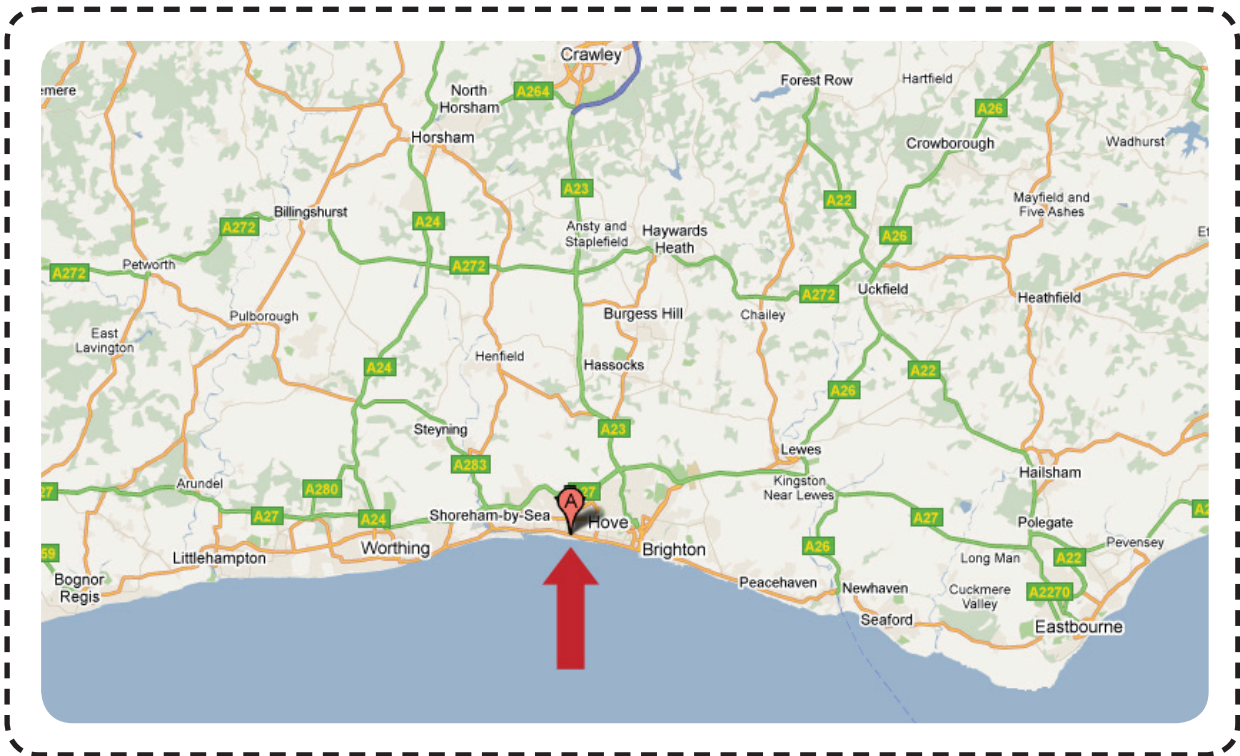 Crawley
emere
North
Horsham
A264
Forest Row
Hartfield
A26
Horsham
Crowborough
Wadhurst
A23
A22
Mayfield and
Five Ashes
Billingshurst
A272
A24
Ansty and
Staplefield
Haywards
Heath
A26
Et
A272
Petworth
A272
A272
Uckfield
Heathfield
Pulborough
Burgess Hill
Chailey
East
Lavington
Henfield
Hassocks
A24
A22
A26
Steyning
A23
Lewes
A283
Hailsham
Arundel
Kingston
Near Lewes
27
A280
27
A
A2
A27
A24
Shoreham-by-Sea
Hove
A27
Polegate
59
Littlehampton
Worthing
Brighton
A26
Long Man
A22
Pevensey
Bognor
Regis
Peacehaven
Newhaven
Cuckmere
Valley
A2270
Seaford
Eastbourne